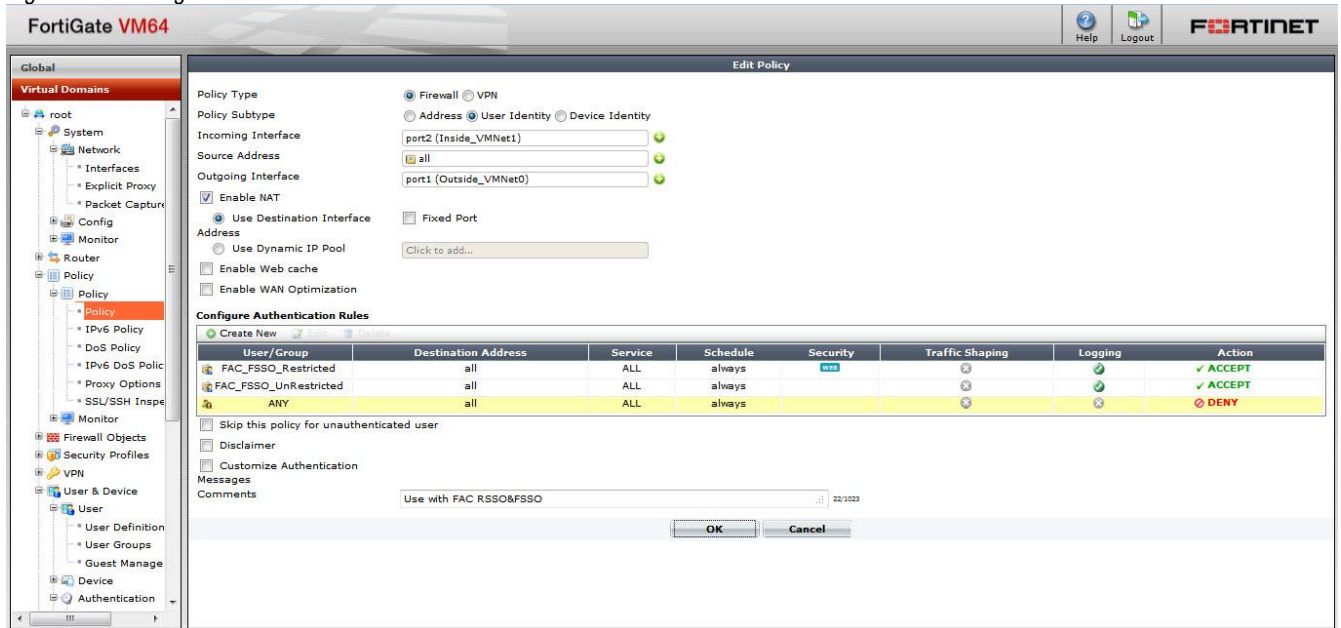 FortiGate VM64
Help
Logout
FORTINET
Global
Virtual Domains
root
System
Network
Interfaces
Explicit Proxy
Packet Capture
Config
Monitor
Router
Policy
Policy
Policy
IPv6 Policy
DoS Policy
IPv6 DoS Polic
Proxy Options
SSL/SSH Inspe
Monitor
Firewall Objects
Security Profiles
VPN
User & Device
User
User Definition
User Groups
Guest Manage
Device
Authentication
Edit Policy
Policy Type Firewall VPN
Policy Subtype Address User Identity Device Identity
Incoming Interface port2 (Inside_VMNet1)
Source Address all
Outgoing Interface port1 (Outside_VMNet0)
Enable NAT
Use Destination Interface Fixed Port
Address
Use Dynamic IP Pool Click to add...
Enable Web cache
Enable WAN Optimization
Configure Authentication Rules
Create New Edit Delete
User/Group Destination Address Service Schedule Security Traffic Shaping Logging Action
FAC_FSSO_Restricted all ALL always WEB ACCEPT
FAC_FSSO_UnRestricted all ALL always ACCEPT
ANY all ALL always DENY
Skip this policy for unauthenticated user
Disclaimer
Customize Authentication
Messages
Comments Use with FAC RSSO&FSSO 22/1023
OK Cancel